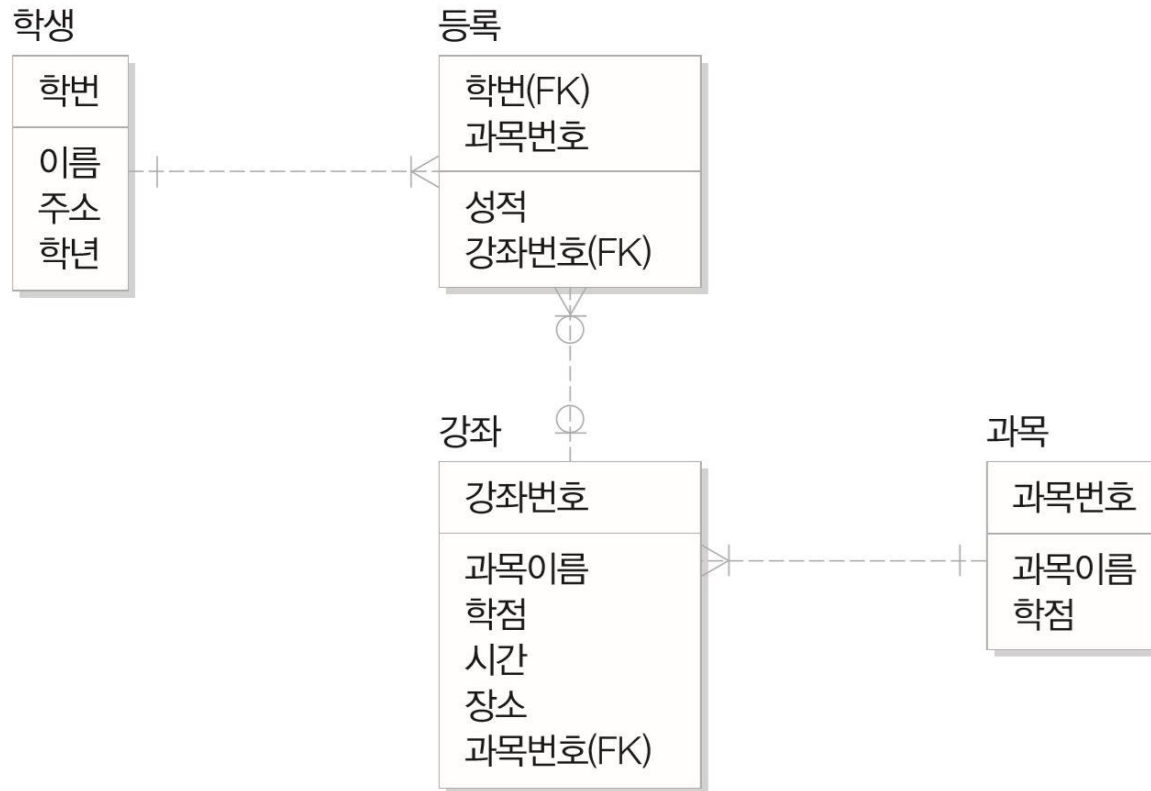 학생
학번
이름
주소
학년
등록
학번(FK)
과목번호
성적
강좌번호(FK)
강좌
강좌번호
과목이름
학점
시간
장소
과목번호(FK)
과목
과목번호
과목이름
학점